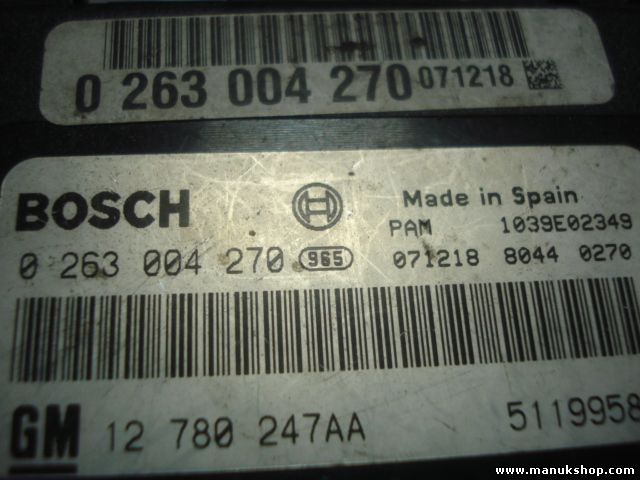 0 263 004 270 071218
BOSCH Made in Spain
PAM 1039E02349
0 263 004 270 965 071218 8044 0270
GM 12 780 247AA 5119958
www.manukshop.com